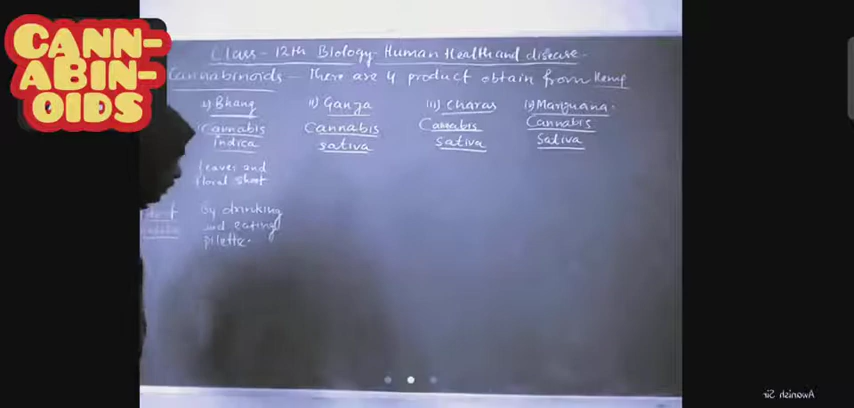 CANN-
ABIN-
OIDS
Class - 12th Biology Human Health and disease -
Cannabinoids - There are 4 product obtain from Hemp
i) Bhang ii) Ganja iii) Charas iv) Marijuana.
Cannabis Cannabis Cannabis Cannabis
indica sativa sativa Sativa
leaves and
floral shoot
By drinking
and eating
Awanish Sir